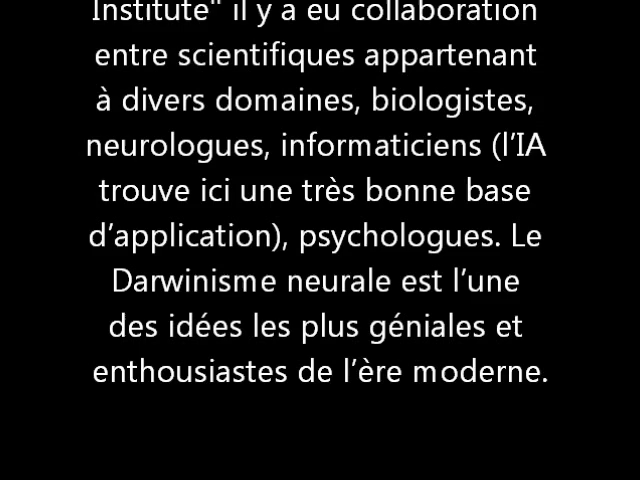 Institute" il y a eu collaboration
entre scientifiques appartenant
à divers domaines, biologistes,
neurologues, informaticiens (l’IA
trouve ici une très bonne base
d’application), psychologues. Le
Darwinisme neurale est l’une
des idées les plus géniales et
enthousiastes de l’ère moderne.